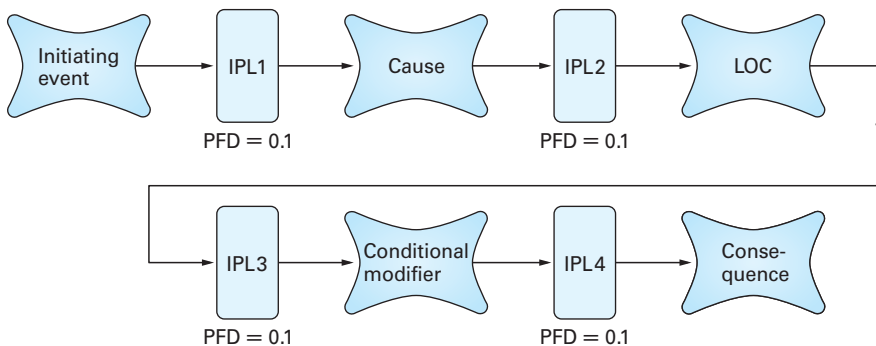 Initiating
event
IPL1
Cause
IPL2
LOC
PFD = 0.1
PFD = 0.1
IPL3
Conditional
modifier
IPL4
Conse-
quence
PFD = 0.1
PFD = 0.1